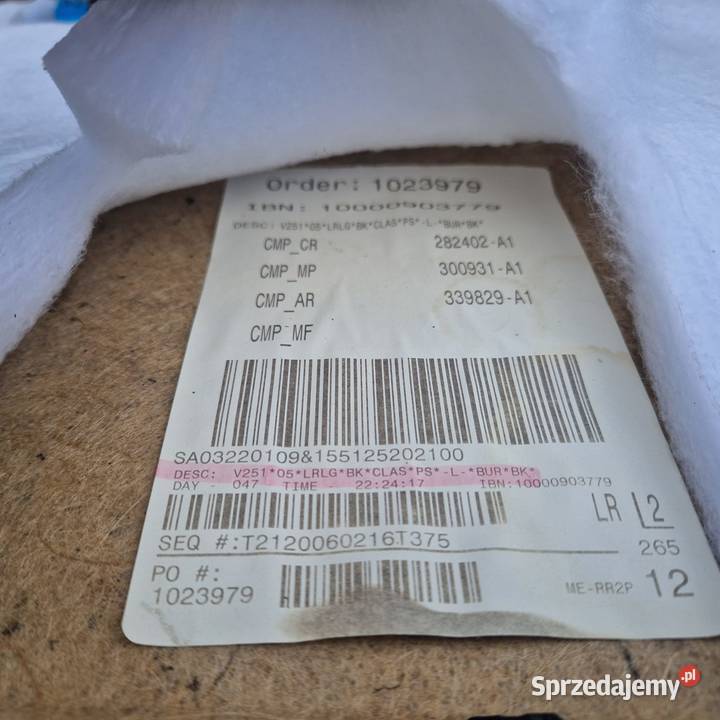 Order: 1023979
IBN: 10000903779
DESC: V251*05*LRLG*BK*CLAS*PS*-L-*BUR*BK*
CMP_CR 282402-A1
CMP_MP 300931-A1
CMP_AR 339829-A1
CMP_MF
SA03220109&155125202100
DESC: V251*05*LRLG*BK*CLAS*PS*-L-*BUR*BK*
DAY - 047 TIME - 22:24:17 IBN:10000903779
LR L2
SEQ #:T2120060216T375 265
PO #:
1023979 ME-RR2P 12
Sprzedajemy.pl